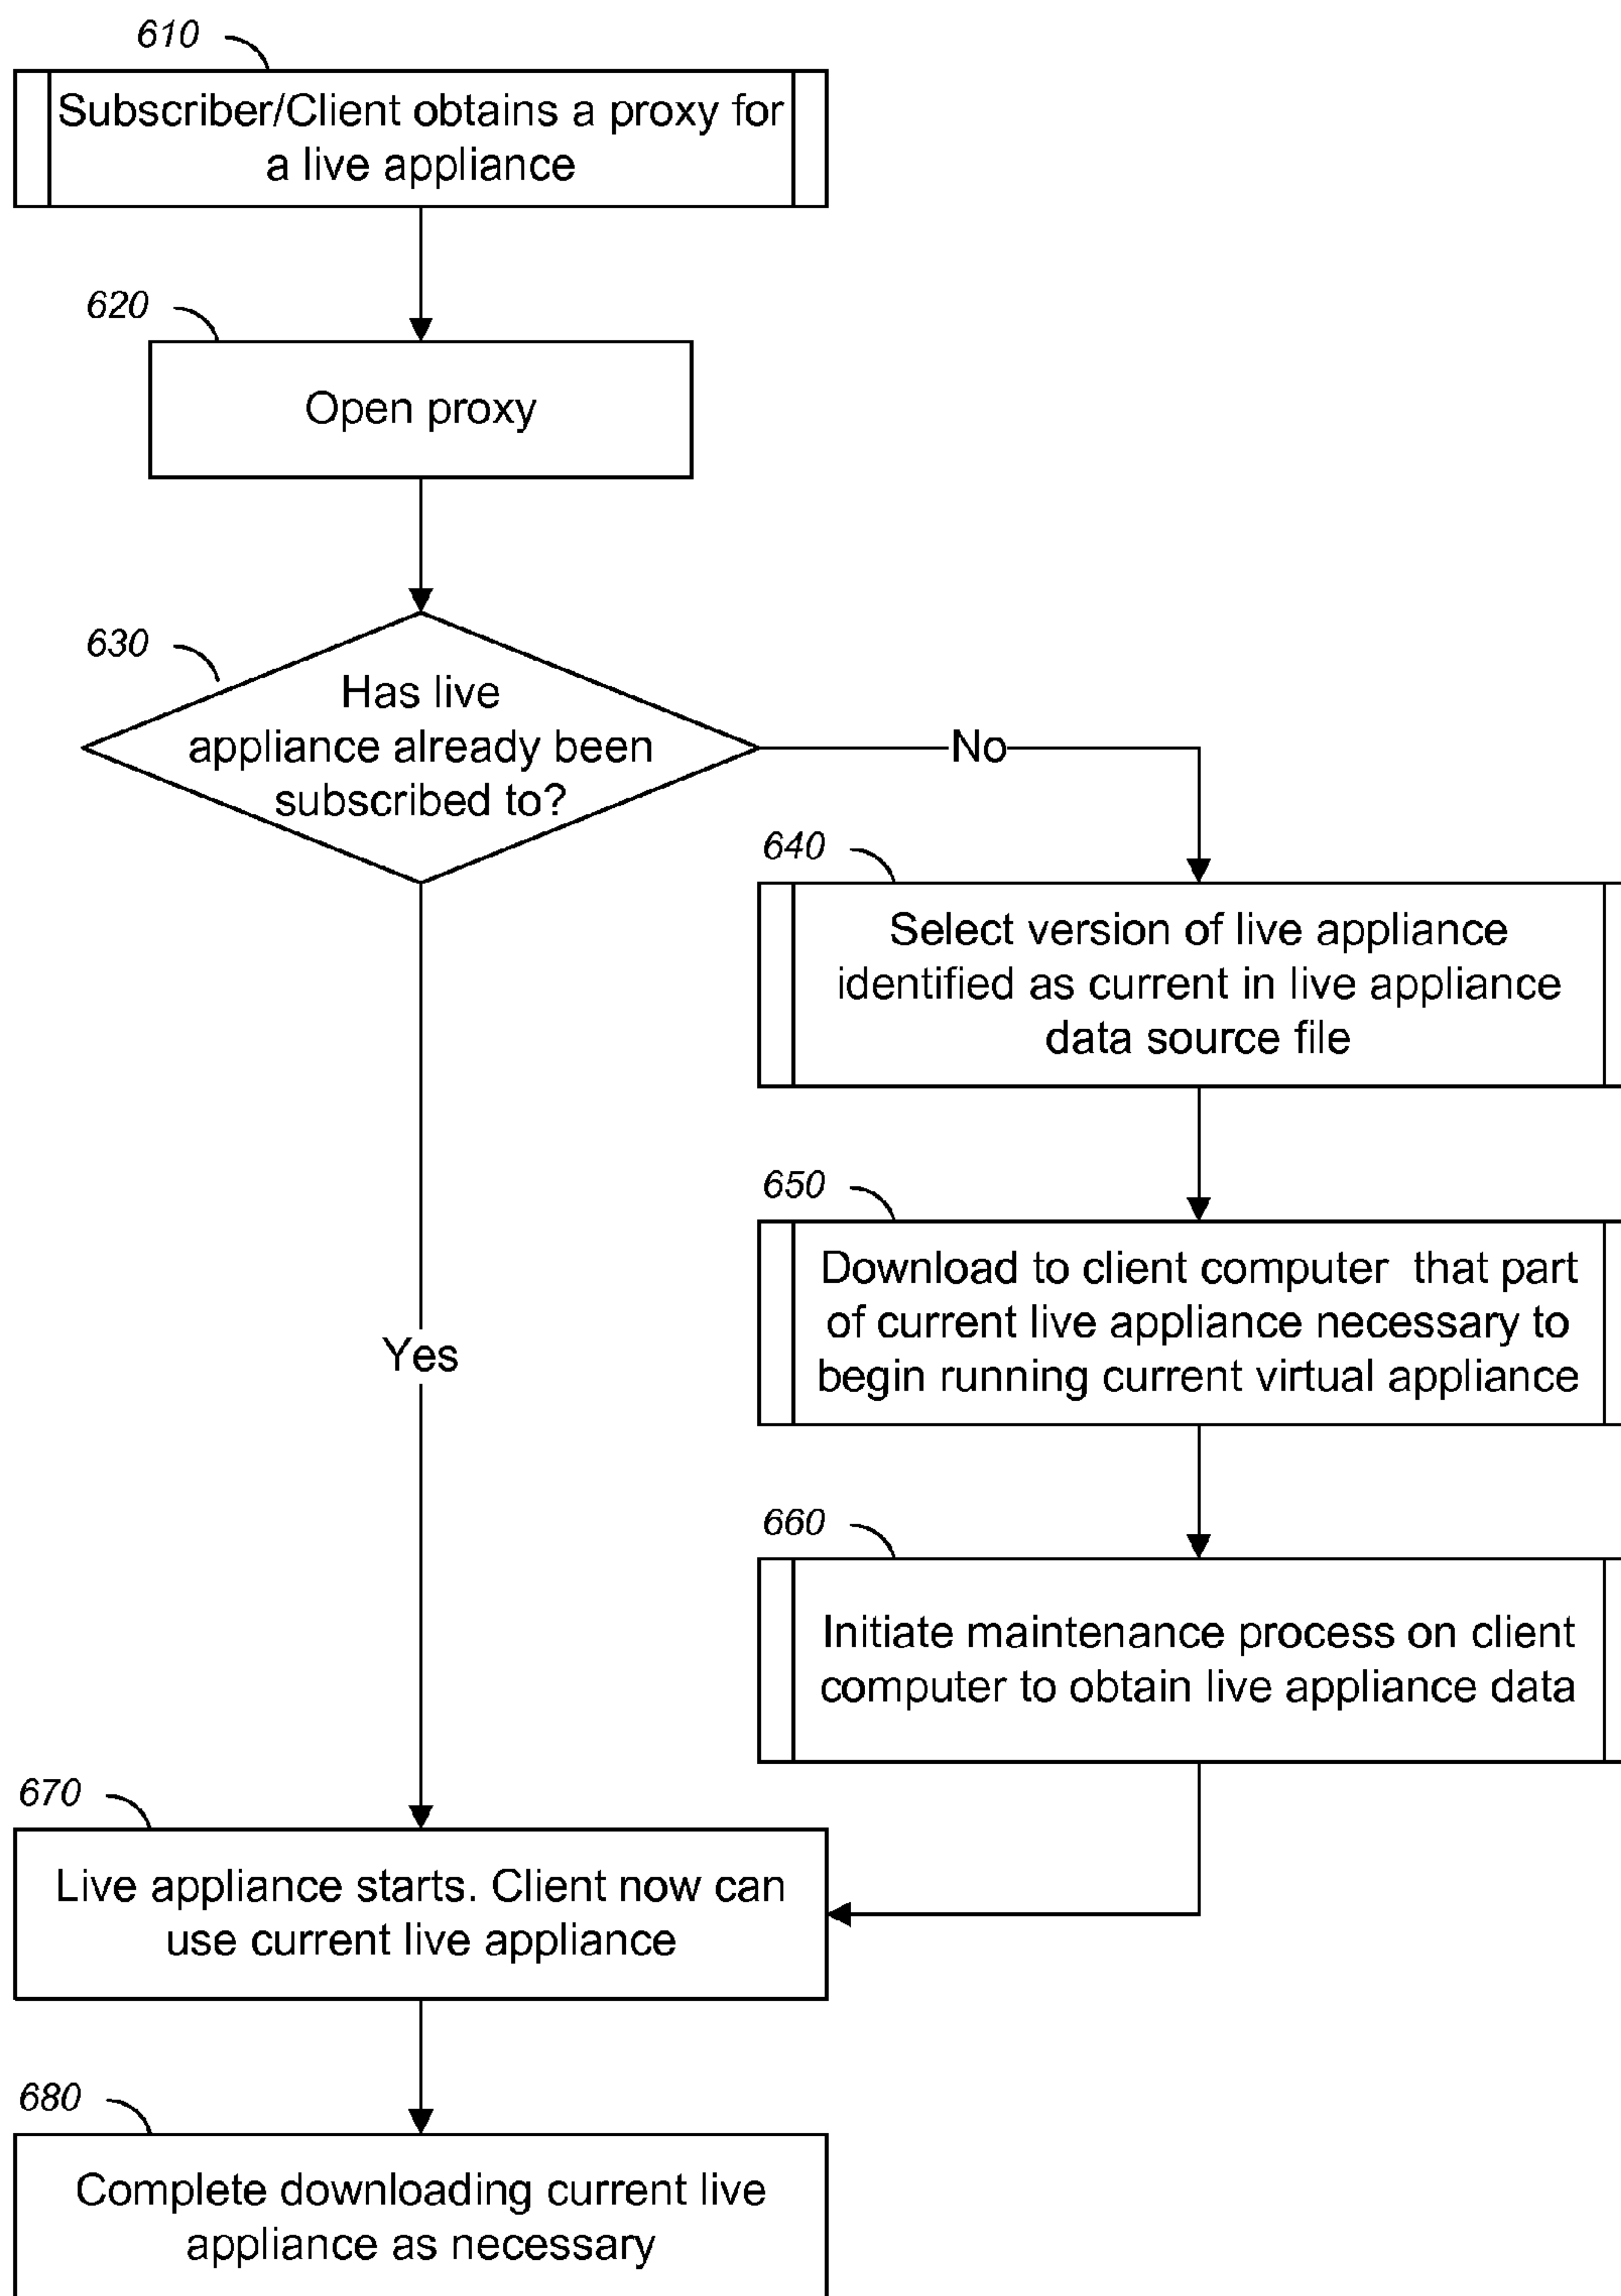 610
Subscriber/Client obtains a proxy for
a live appliance
620
Open proxy
630
Has live
appliance already been
subscribed to?
No
640
Select version of live appliance
identified as current in live appliance
data source file
650
Download to client computer that part
of current live appliance necessary to
begin running current virtual appliance
Yes
660
Initiate maintenance process on client
computer to obtain live appliance data
670
Live appliance starts. Client now can
use current live appliance
680
Complete downloading current live
appliance as necessary